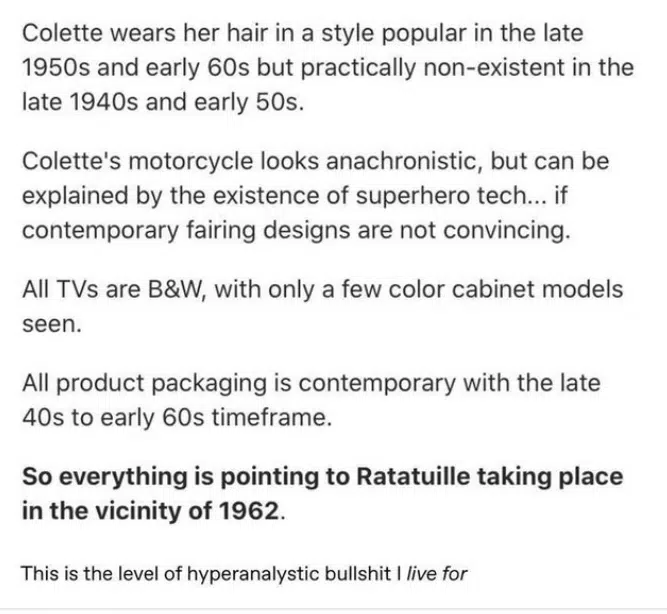 Colette wears her hair in a style popular in the late
1950s and early 60s but practically non-existent in the
late 1940s and early 50s.
Colette's motorcycle looks anachronistic, but can be
explained by the existence of superhero tech... if
contemporary fairing designs are not convincing.
All TVs are B&W, with only a few color cabinet models
seen.
All product packaging is contemporary with the late
40s to early 60s timeframe.
So everything is pointing to Ratatuille taking place
in the vicinity of 1962.
This is the level of hyperanalystic bullshit I live for